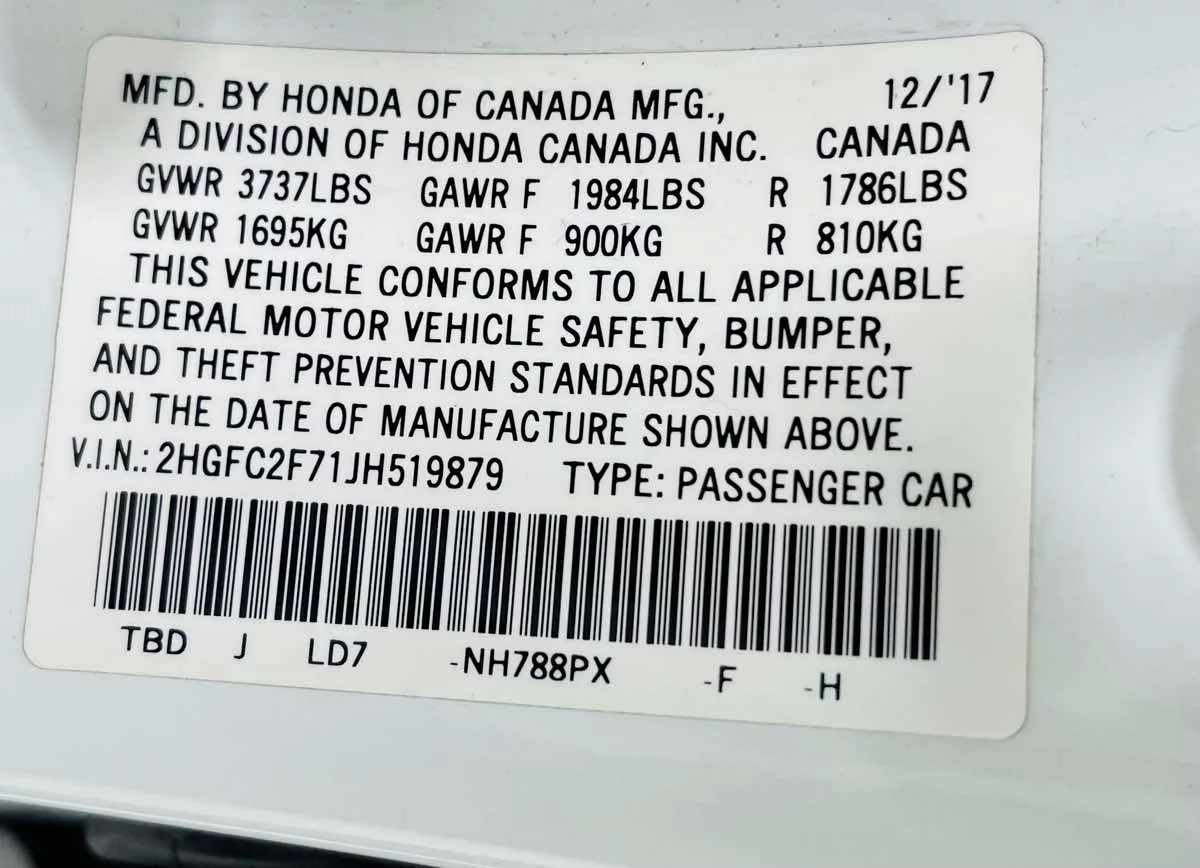 MFD. BY HONDA OF CANADA MFG., 12/'17
A DIVISION OF HONDA CANADA INC. CANADA
GVWR 3737LBS GAWR F 1984LBS R 1786LBS
GVWR 1695KG GAWR F 900KG R 810KG
THIS VEHICLE CONFORMS TO ALL APPLICABLE
FEDERAL MOTOR VEHICLE SAFETY, BUMPER,
AND THEFT PREVENTION STANDARDS IN EFFECT
ON THE DATE OF MANUFACTURE SHOWN ABOVE.
V.I.N.: 2HGFC2F71JH519879 TYPE: PASSENGER CAR
TBD J LD7 -NH788PX -F -H